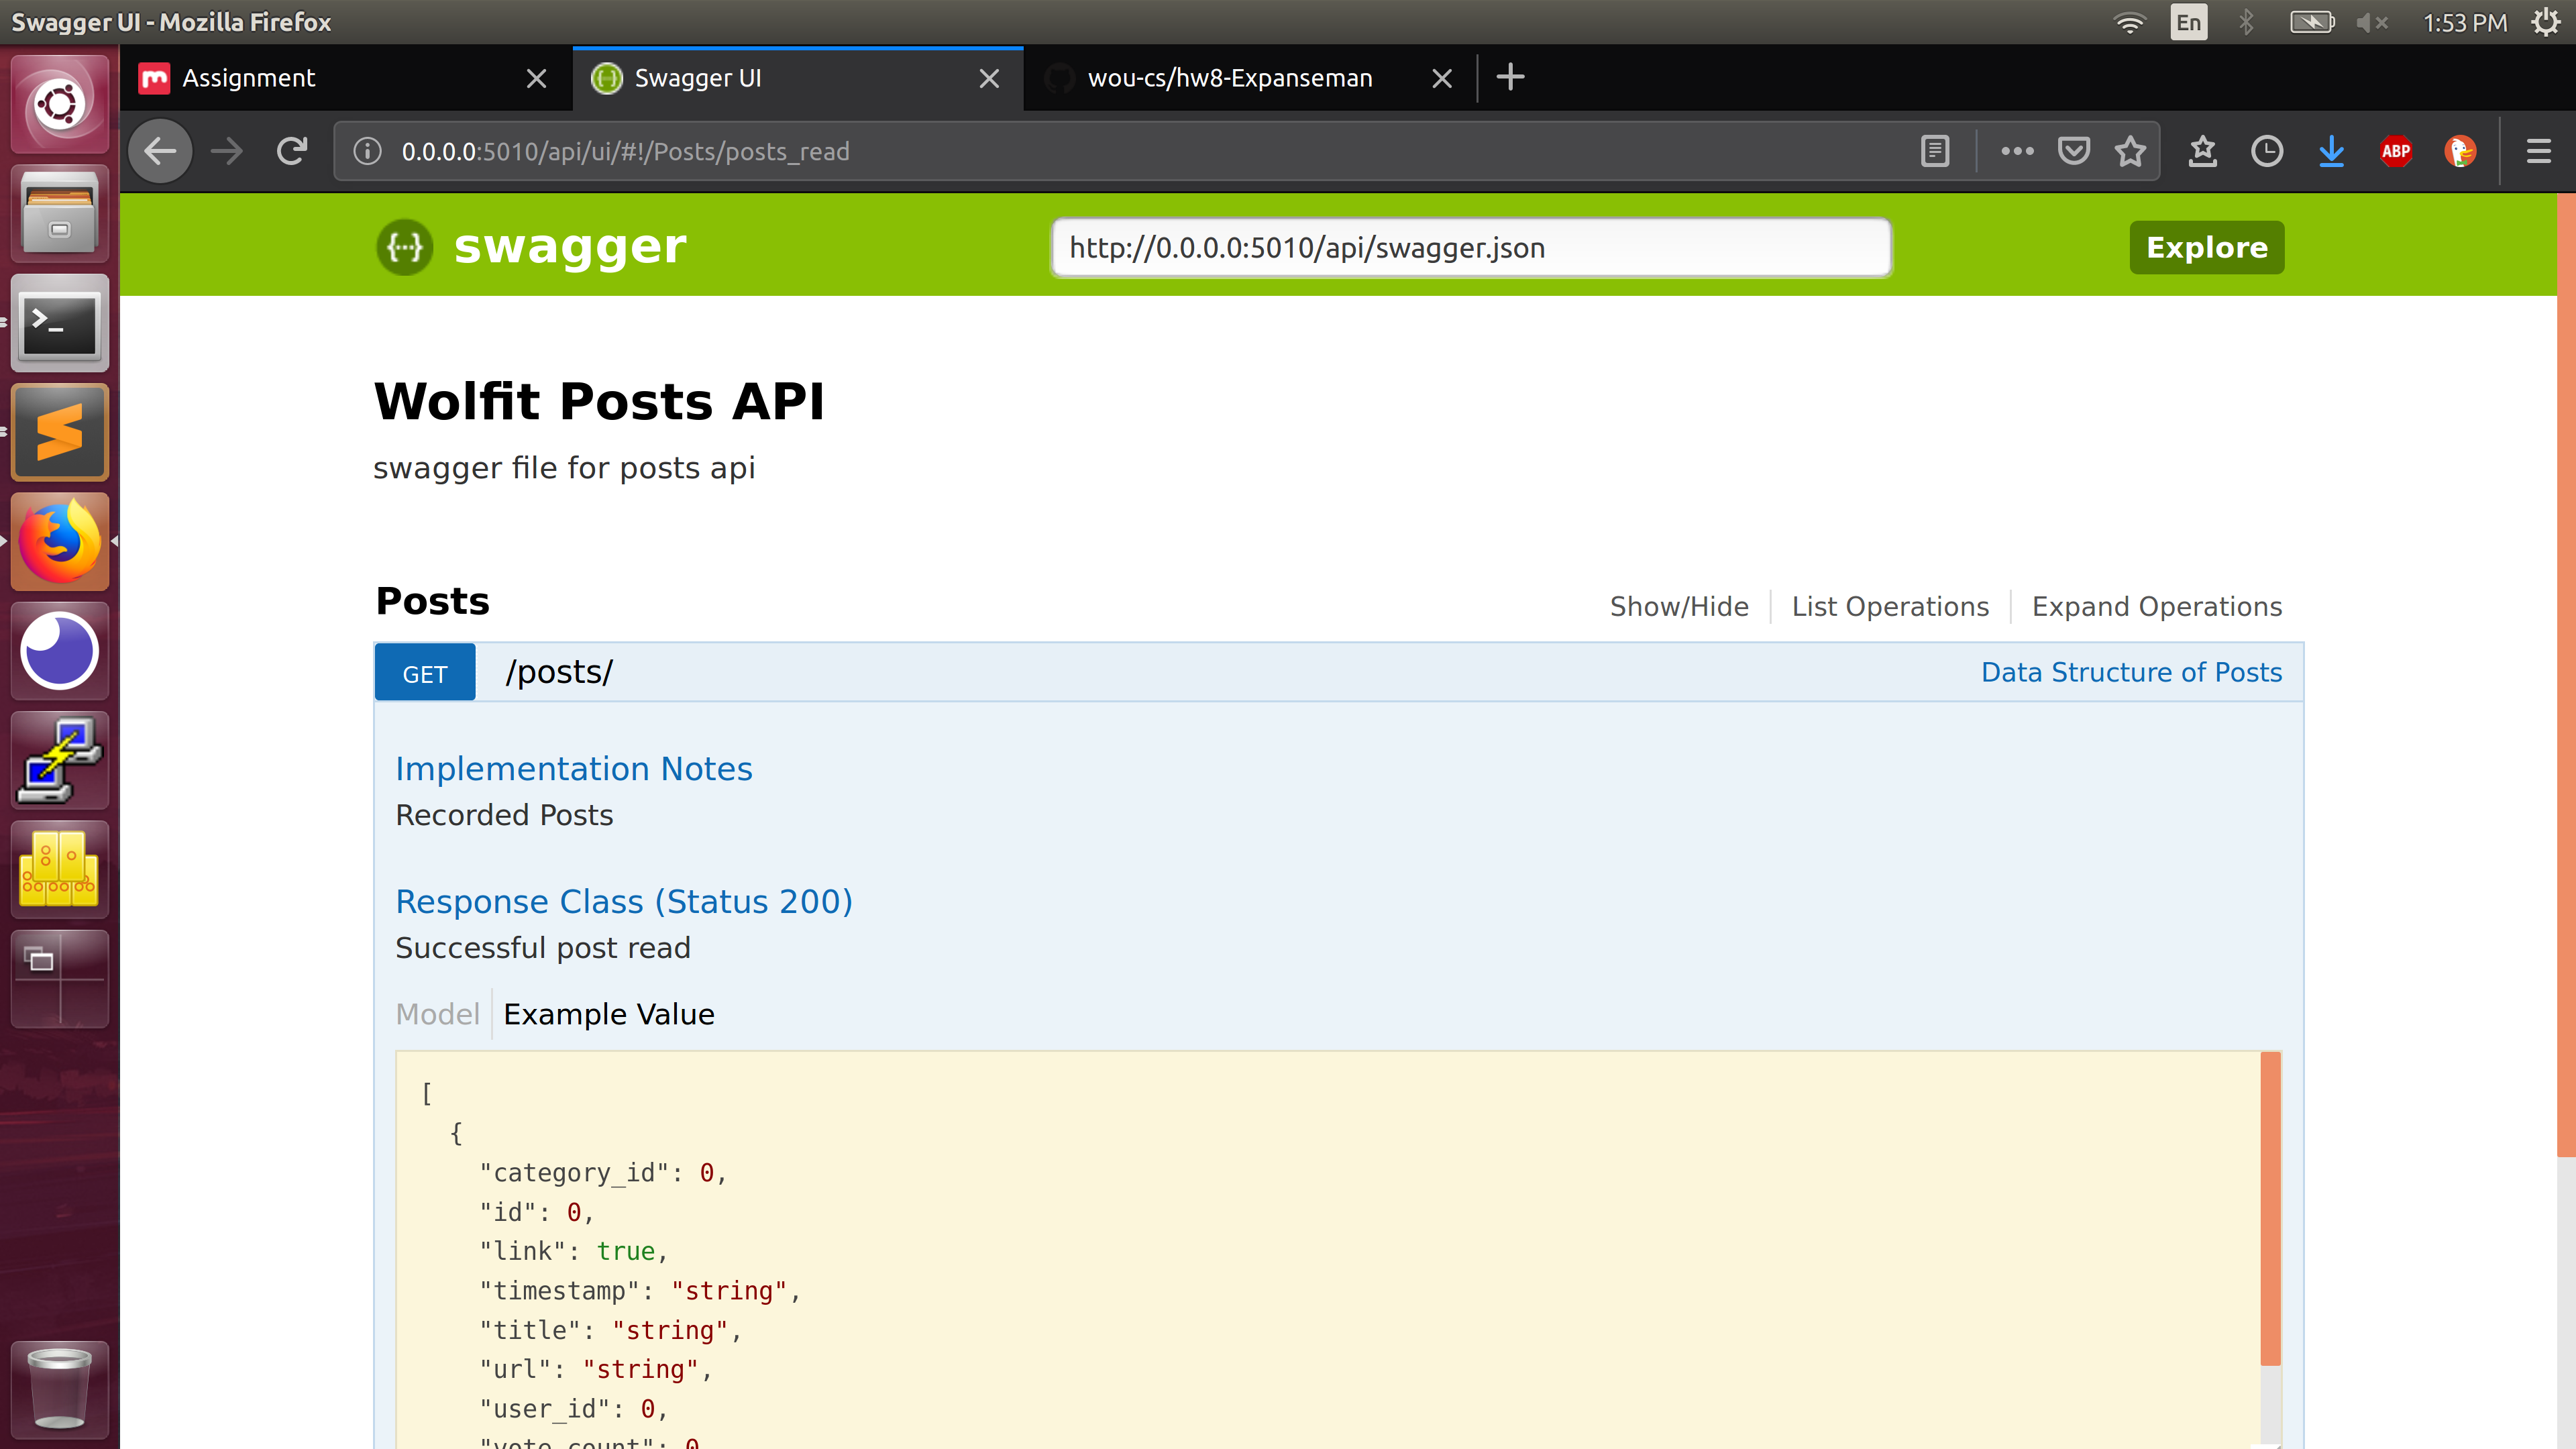 Swagger UI - Mozilla Firefox
En
1:53 PM
Assignment
Swagger UI
wou-cs/hw8-Expanseman
0.0.0.0:5010/api/ui/#!/Posts/posts_read
ABP
swagger
http://0.0.0.0:5010/api/swagger.json
Explore
Wolfit Posts API
swagger file for posts api
Posts
Show/Hide
List Operations
Expand Operations
GET
/posts/
Data Structure of Posts
Implementation Notes
Recorded Posts
Response Class (Status 200)
Successful post read
Model
Example Value
[
{
"category_id": 0,
"id": 0,
"link": true,
"timestamp": "string",
"title": "string",
"url": "string",
"user_id": 0,
"vote_count": 0